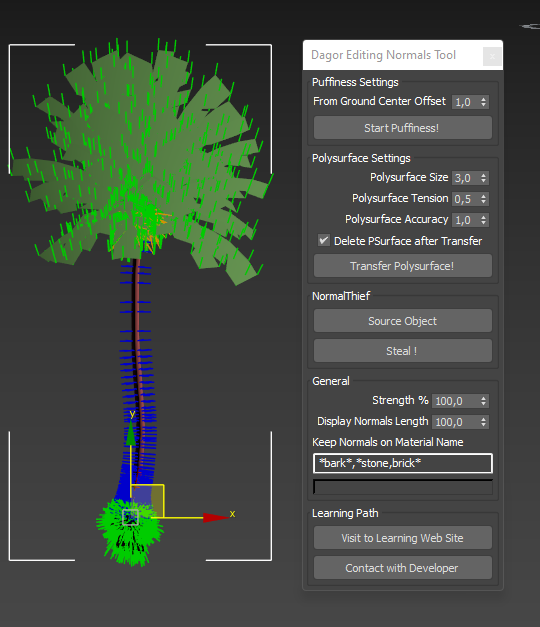 Dagor Editing Normals Tool
Puffiness Settings
From Ground Center Offset 1,0
Start Puffiness!
Polysurface Settings
Polysurface Size 3,0
Polysurface Tension 0,5
Polysurface Accuracy 1,0
Delete PSurface after Transfer
Transfer Polysurface!
NormalThief
Source Object
Steal !
General
Strength % 100,0
Display Normals Length 100,0
Keep Normals on Material Name
*bark*,*stone,brick*
Learning Path
Visit to Learning Web Site
Contact with Developer
y
x